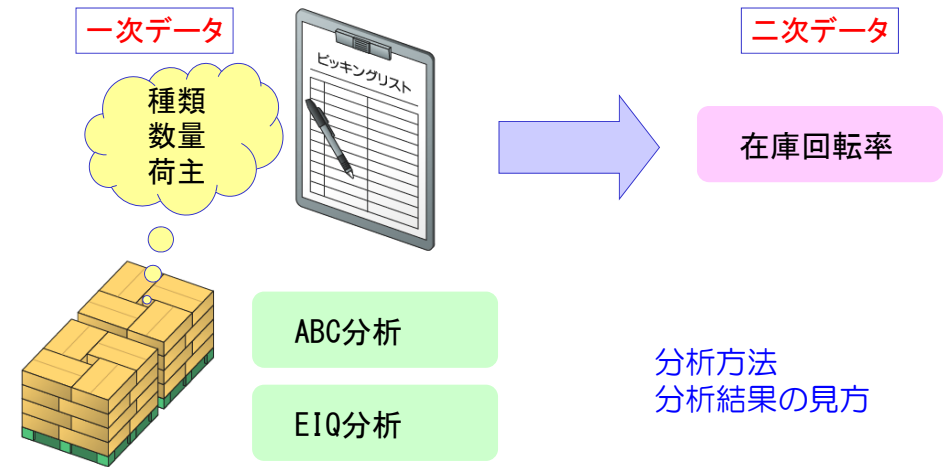 一次データ
二次データ
種類
数量
荷主
ピッキングリスト
在庫回転率
ABC分析
EIQ分析
分析方法
分析結果の見方